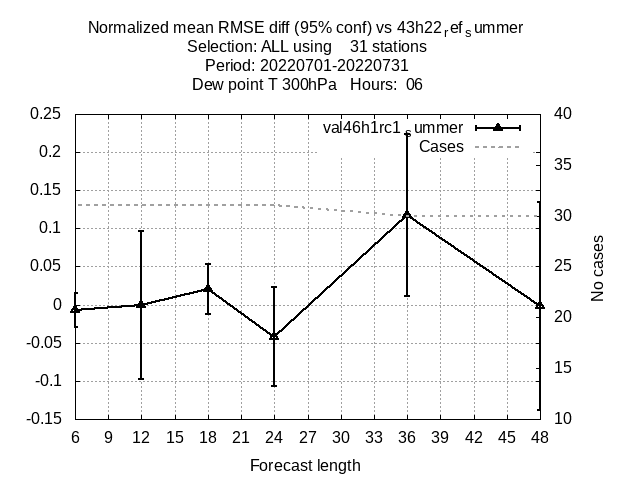 Normalized mean RMSE diff (95% conf) vs 43h22refsummer
Selection: ALL using 31 stations
Period: 20220701-20220731
Dew point T 300hPa Hours: 06
val46h1rc1summer
Cases
0.25
0.2
0.15
0.1
0.05
0
-0.05
-0.1
-0.15
40
35
30
25
20
15
10
No cases
6 9 12 15 18 21 24 27 30 33 36 39 42 45 48
Forecast length